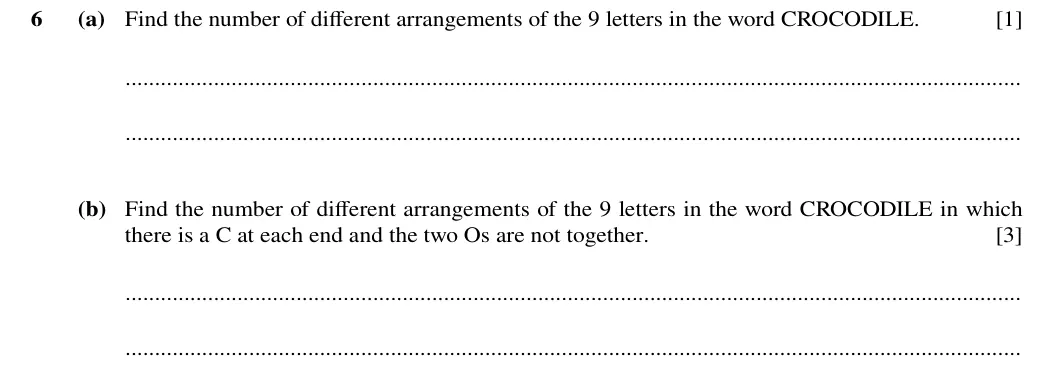 6 (a) Find the number of different arrangements of the 9 letters in the word CROCODILE. [1]
(b) Find the number of different arrangements of the 9 letters in the word CROCODILE in which
there is a C at each end and the two Os are not together. [3]